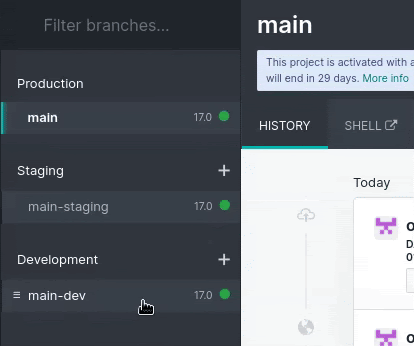 Filter branches...
Production
main 17.0
Staging +
main-staging 17.0
Development +
main-dev 17.0
main
This project is activated with a
will end in 29 days. More info
HISTORY SHELL
Today